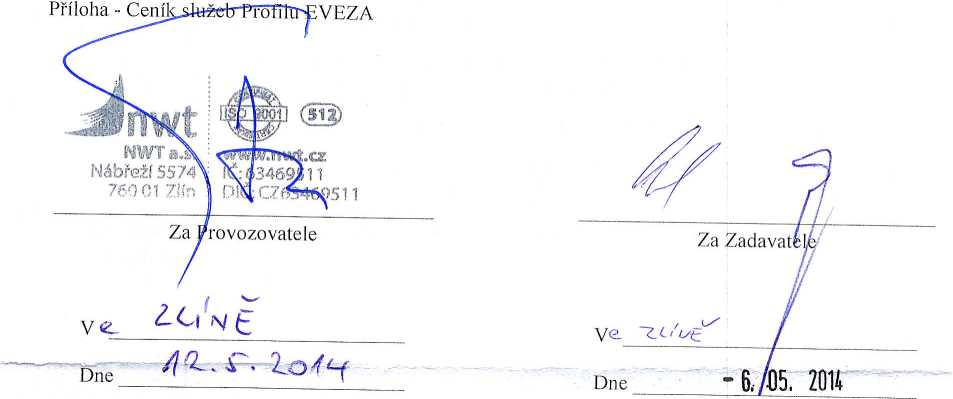 Příloha - Ceník služeb Profilu EVEZA
nwt
ISO 9001
512
NWT a.s.
Nábřeží 5574
760 01 Zlín
www.nwt.cz
IČ: 63469511
DIČ: CZ63469511
Za Provozovatele
Ve ZLÍNĚ
Dne 12.5.2014
Za Zadavatele
Ve ZLÍNĚ
Dne - 6. 05. 2014